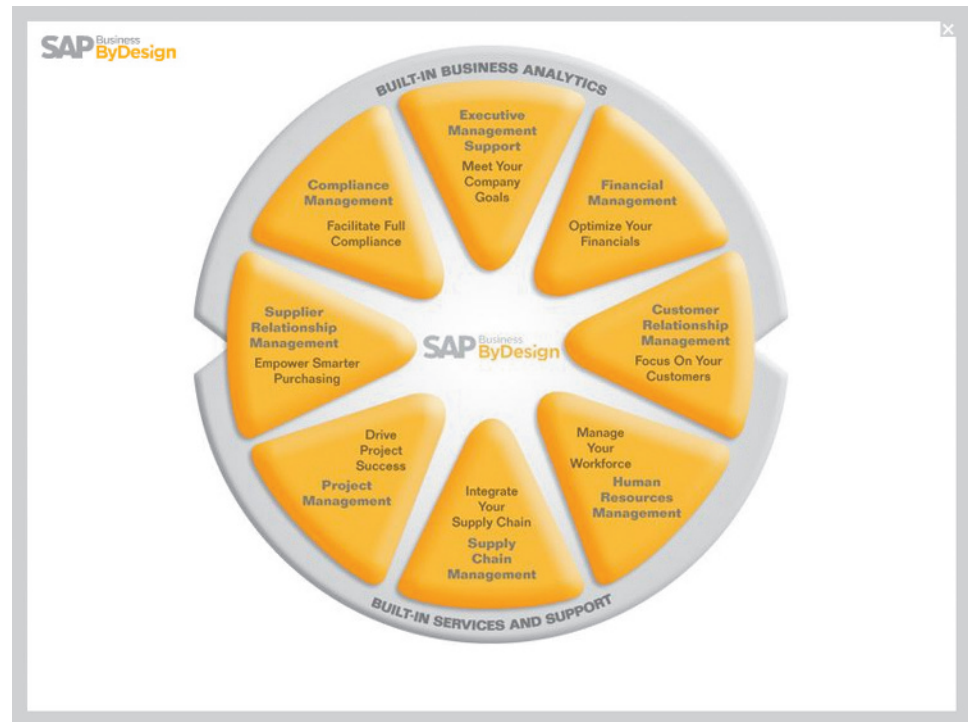 SAP Business
ByDesign
BUILT-IN BUSINESS ANALYTICS
Executive
Management
Support
Meet Your
Company
Goals
Financial
Management
Optimize Your
Financials
Customer
Relationship
Management
Focus On Your
Customers
Manage
Your
Workforce
Human
Resources
Management
Integrate
Your
Supply Chain
Supply
Chain
Management
Drive
Project
Success
Project
Management
Supplier
Relationship
Management
Empower Smarter
Purchasing
Compliance
Management
Facilitate Full
Compliance
SAP Business
ByDesign
BUILT-IN SERVICES AND SUPPORT